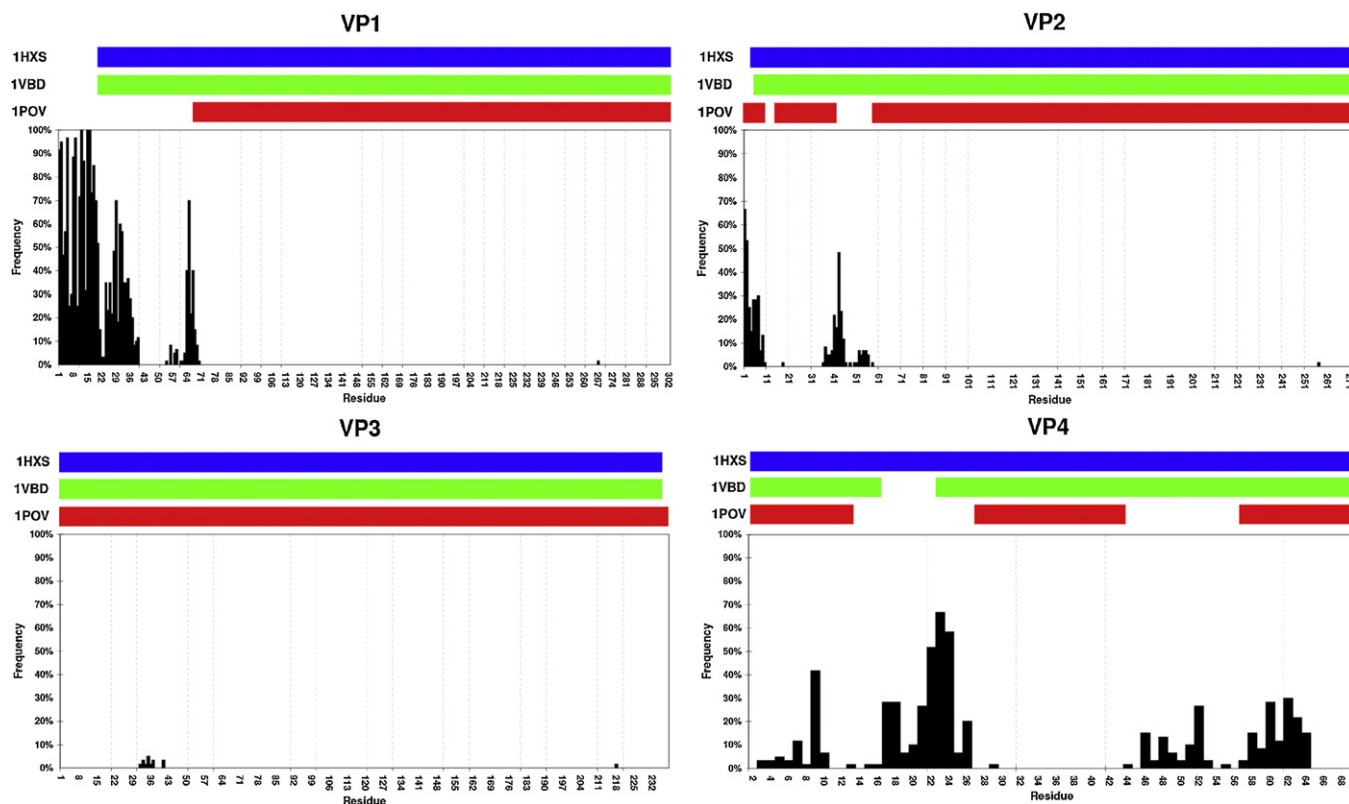 VP1
1HXS
1VBD
1POV
100%
90%
80%
70%
60%
50%
40%
30%
20%
10%
0%
Frequency
1 8 15 22 29 36 43 50 57 64 71 78 85 92 99 106 113 120 127 134 141 148 155 162 169 176 183 190 197 204 211 218 225 232 239 246 253 260 267 274 281 288 295 302
Residue
VP2
1HXS
1VBD
1POV
100%
90%
80%
70%
60%
50%
40%
30%
20%
10%
0%
Frequency
1 11 21 31 41 51 61 71 81 91 101 111 121 131 141 151 161 171 181 191 201 211 221 231 241 251 261 271
Residue
VP3
1HXS
1VBD
1POV
100%
90%
80%
70%
60%
50%
40%
30%
20%
10%
0%
Frequency
1 8 15 22 29 36 43 50 57 64 71 78 85 92 99 106 113 120 127 134 141 148 155 162 169 176 183 190 197 204 211 218 225 232
Residue
VP4
1HXS
1VBD
1POV
100%
90%
80%
70%
60%
50%
40%
30%
20%
10%
0%
Frequency
2 4 6 8 10 12 14 16 18 20 22 24 26 28 30 32 34 36 38 40 42 44 46 48 50 52 54 56 58 60 62 64 66 68
Residue